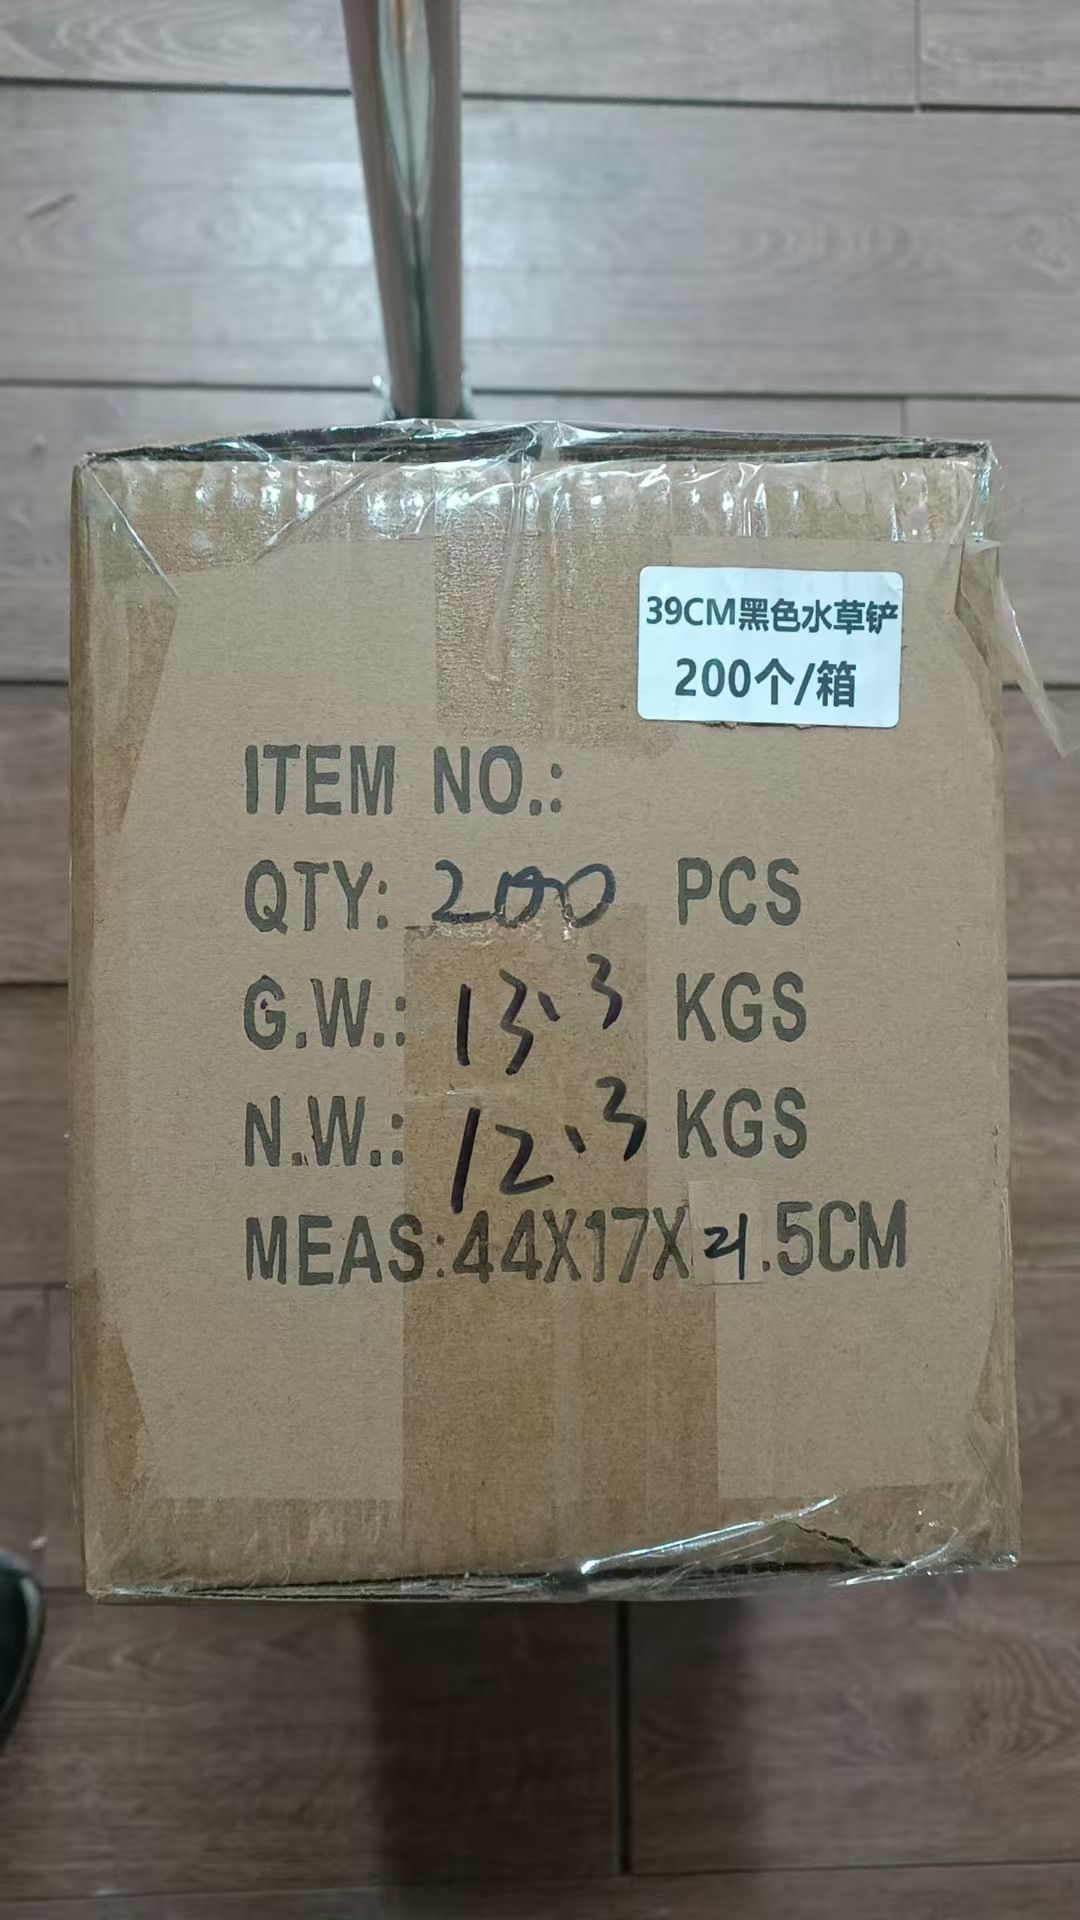 39CM黑色水草铲
200个/箱
ITEM NO.:
QTY: 200 PCS
G.W.: 13.3 KGS
N.W.: 12.3 KGS
MEAS:44X17X21.5CM